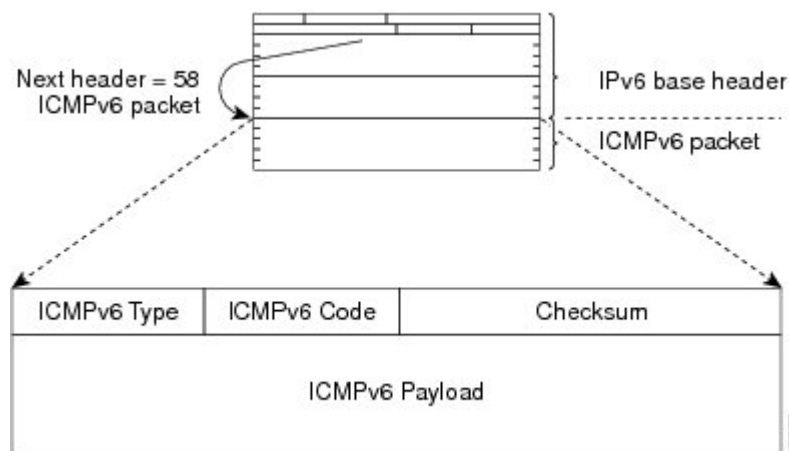 Next header = 58
ICMPv6 packet
IPv6 base header
ICMPv6 packet
ICMPv6 Type
ICMPv6 Code
Checksum
ICMPv6 Payload